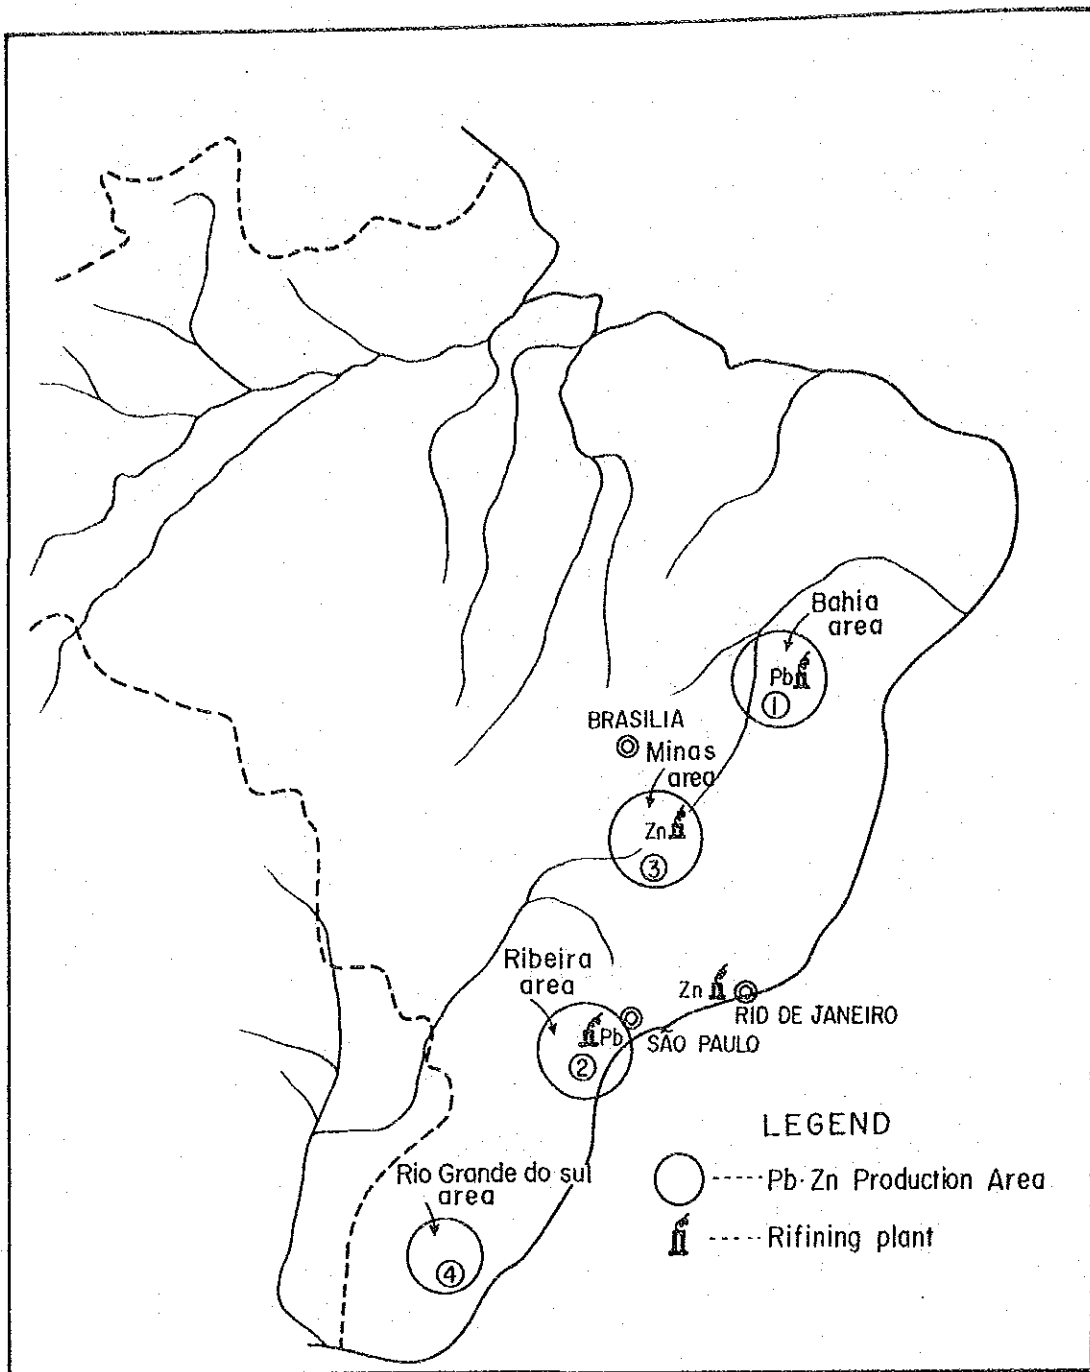 Bahia
area
Pb
①
BRASILIA
Minas
area
Zn
③
Ribeira
area
Zn
RID DE JANEIRO
Pb
SÃO PAULO
②
LEGEND
Rio Grande do sul
area
Pb·Zn Production Area
Rifining plant
④